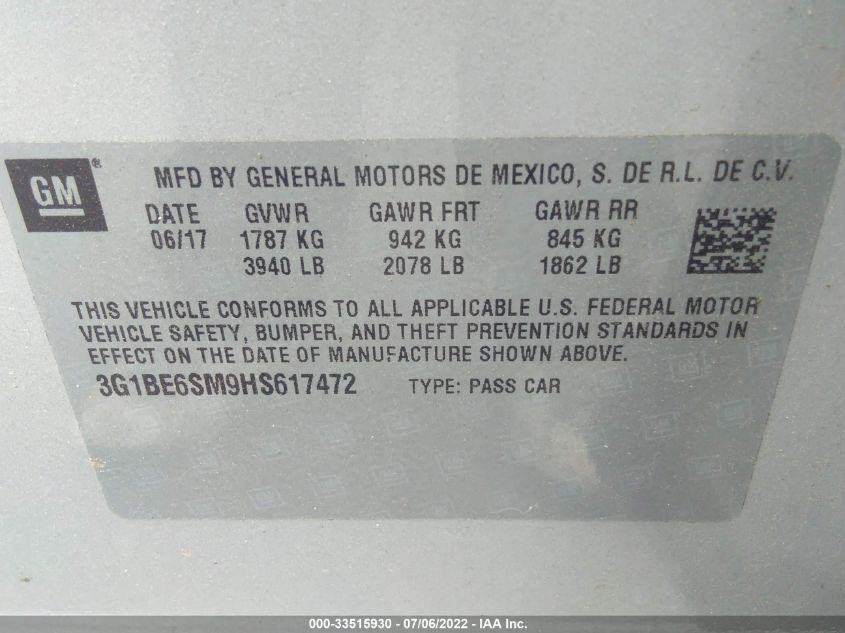 GM ® MFD BY GENERAL MOTORS DE MEXICO, S. DE R.L. DE C.V.
DATE GVWR GAWR FRT GAWR RR
06/17 1787 KG 942 KG 845 KG
3940 LB 2078 LB 1862 LB
THIS VEHICLE CONFORMS TO ALL APPLICABLE U.S. FEDERAL MOTOR
VEHICLE SAFETY, BUMPER, AND THEFT PREVENTION STANDARDS IN
EFFECT ON THE DATE OF MANUFACTURE SHOWN ABOVE.
3G1BE6SM9HS617472 TYPE: PASS CAR
000-33515930 - 07/06/2022 - IAA Inc.